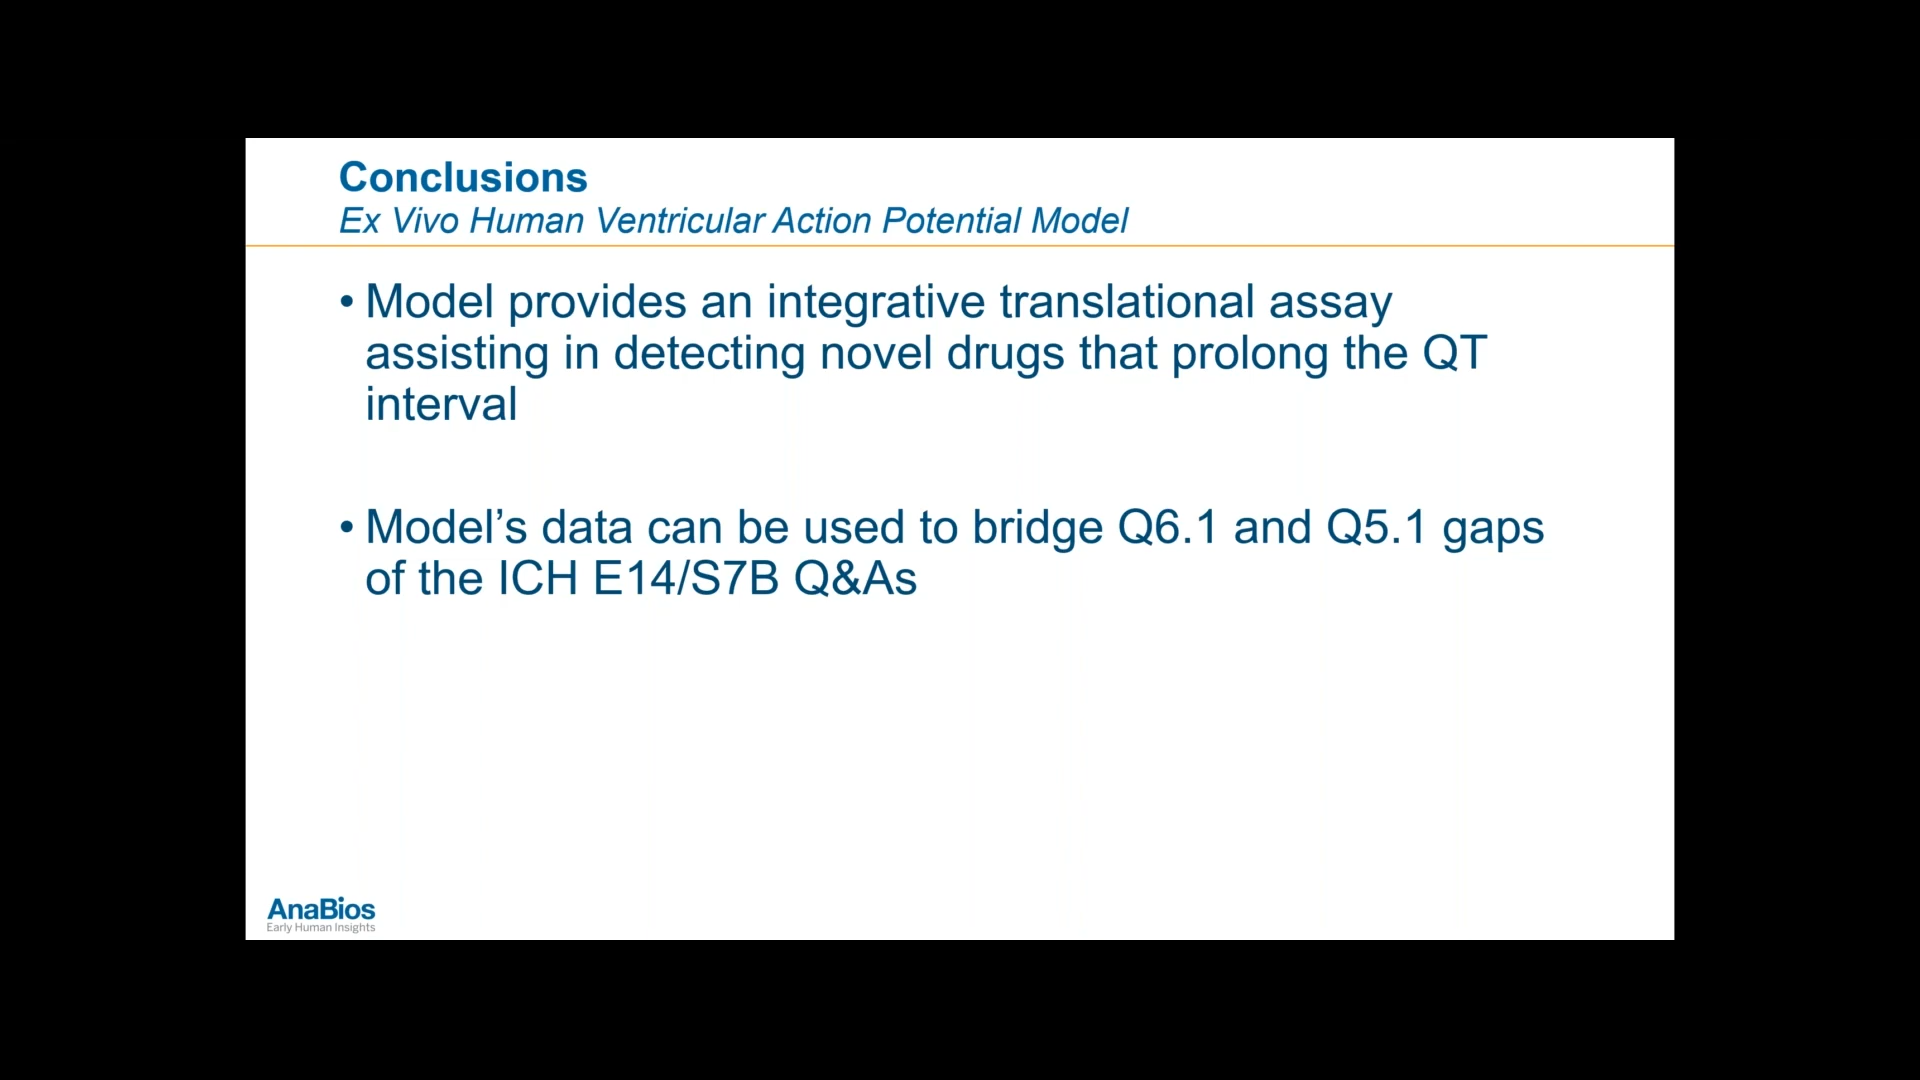 Conclusions
Ex Vivo Human Ventricular Action Potential Model
• Model provides an integrative translational assay
assisting in detecting novel drugs that prolong the QT
interval
• Model’s data can be used to bridge Q6.1 and Q5.1 gaps
of the ICH E14/S7B Q&As
AnaBios
Early Human Insights